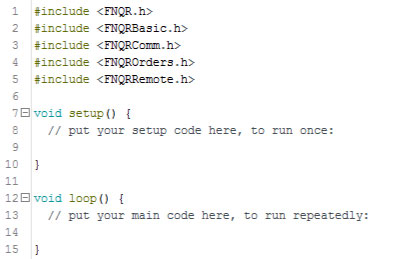 1 #include <FNQR.h>
2 #include <FNQRBasic.h>
3 #include <FNQRComm.h>
4 #include <FNQROrders.h>
5 #include <FNQRRemote.h>
6
7 void setup() {
8   // put your setup code here, to run once:
9
10 }
11
12 void loop() {
13   // put your main code here, to run repeatedly:
14
15 }